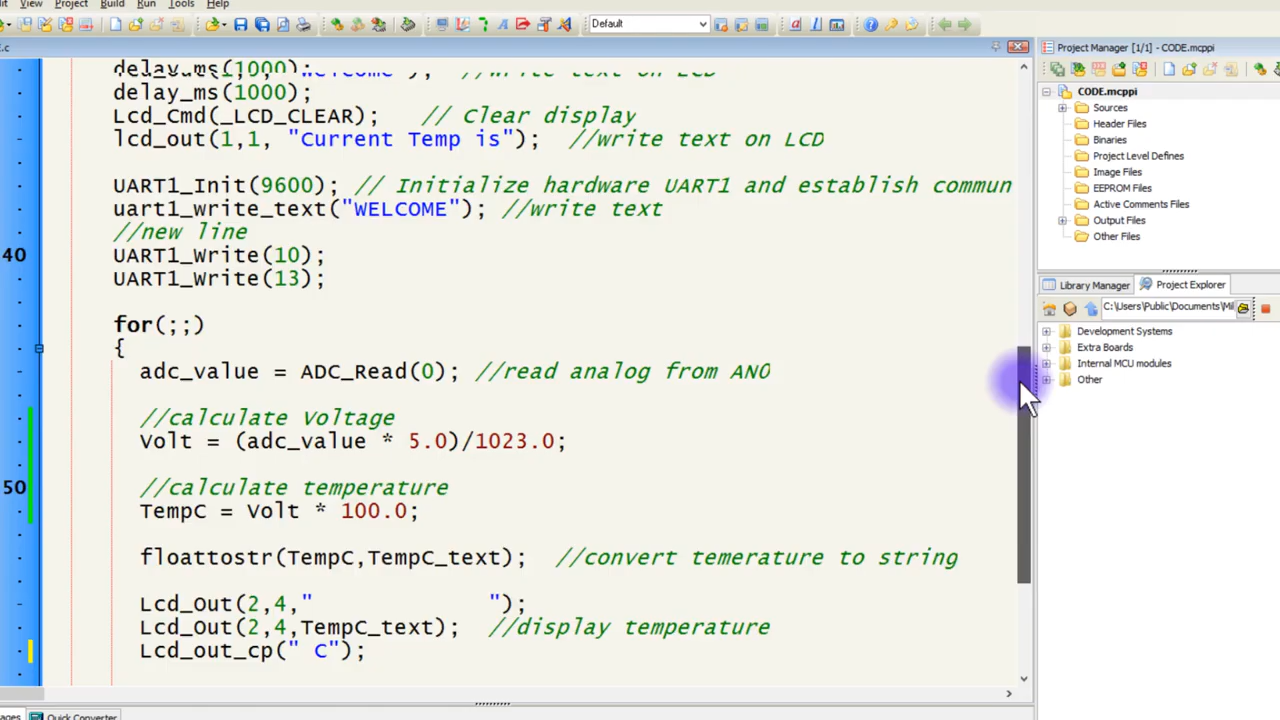 View Project Build Run Tools Help
Default
.c
Project Manager [1/1] - CODE.mcppi
delay_ms(1000);
delay_ms(1000);
Lcd_Cmd(_LCD_CLEAR); // Clear display
lcd_out(1,1, "Current Temp is"); //write text on LCD
UART1_Init(9600); // Initialize hardware UART1 and establish commun
uart1_write_text("WELCOME"); //write text
//new line
40 UART1_Write(10);
UART1_Write(13);
for(;;)
{
adc_value = ADC_Read(0); //read analog from AN0
//calculate Voltage
Volt = (adc_value * 5.0)/1023.0;
50 //calculate temperature
TempC = Volt * 100.0;
floattostr(TempC,TempC_text); //convert temerature to string
Lcd_Out(2,4," ");
Lcd_Out(2,4,TempC_text); //display temperature
Lcd_out_cp(" C");
CODE.mcppi
Sources
Header Files
Binaries
Project Level Defines
Image Files
EEPROM Files
Active Comments Files
Output Files
Other Files
Library Manager Project Explorer
C:\Users\Public\Documents\Mil
Development Systems
Extra Boards
Internal MCU modules
Other
Quick Converter